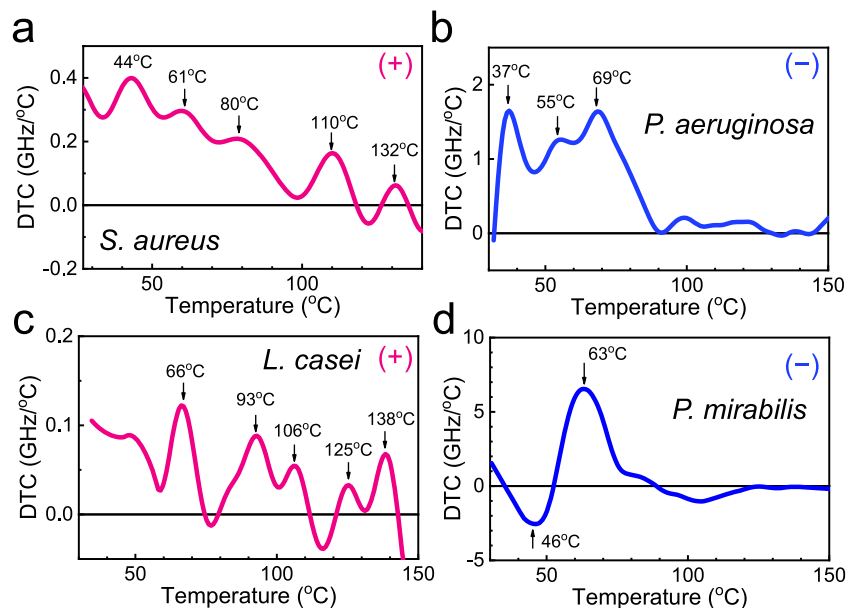 a
44°C
61°C
80°C
110°C
132°C
(+)
0.4
0.2
0.0
-0.2
DTC (GHz/°C)
S. aureus
50
100
Temperature (°C)
b
37°C
55°C
69°C
(−)
P. aeruginosa
2
1
0
DTC (GHz/°C)
50
100
150
Temperature (°C)
c
66°C
93°C
106°C
125°C
138°C
L. casei
(+)
0.2
0.1
0.0
DTC (GHz/°C)
50
100
150
Temperature (°C)
d
63°C
46°C
(−)
P. mirabilis
10
5
0
-5
DTC (GHz/°C)
50
100
150
Temperature (°C)